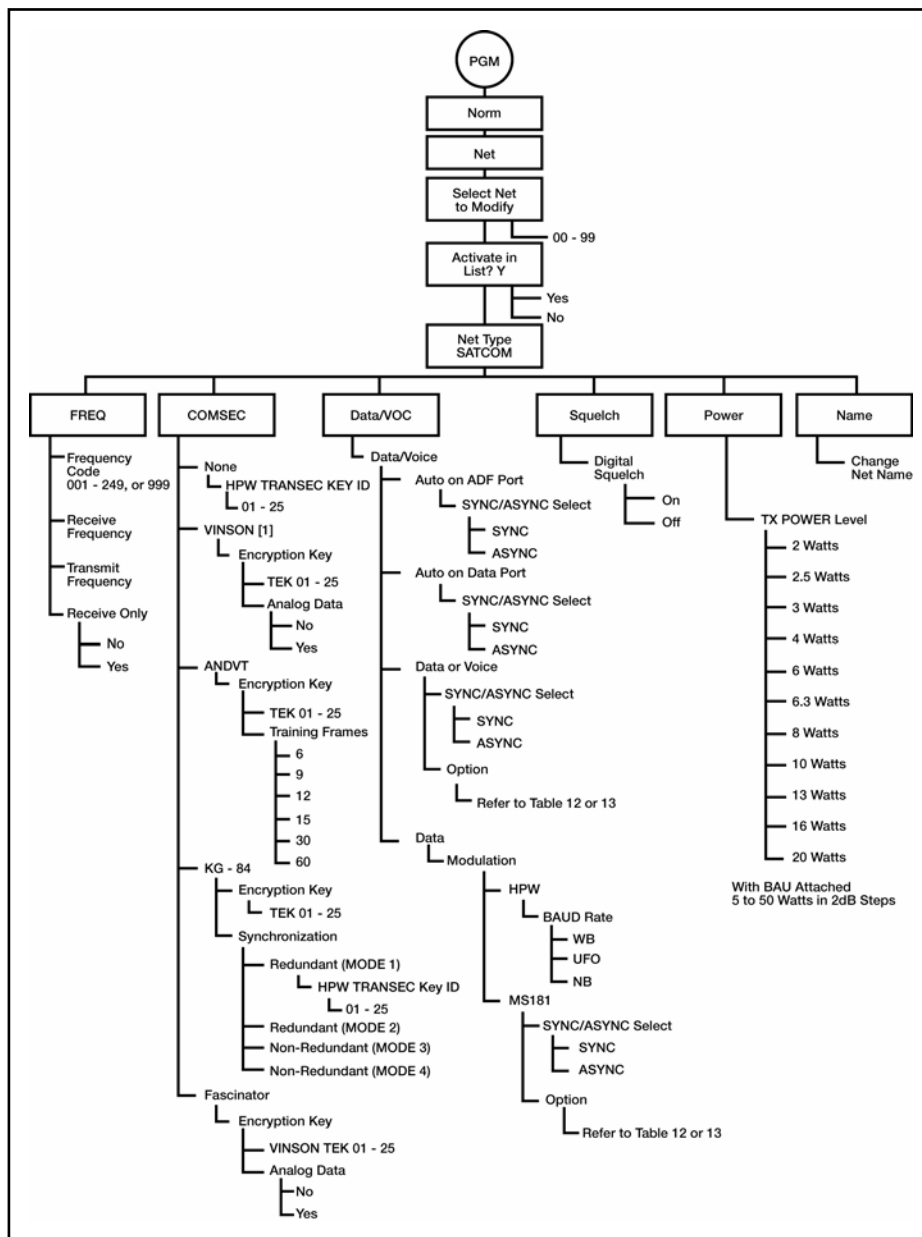 PGM
Norm
Net
Select Net
to Modify
00 - 99
Activate in
List? Y
Yes
No
Net Type
SATCOM
FREQ
Frequency
Code
001 - 249, or 999
Receive
Frequency
Transmit
Frequency
Receive Only
No
Yes
COMSEC
None
HPW TRANSEC KEY ID
01 - 25
VINSON [1]
Encryption Key
TEK 01 - 25
Analog Data
No
Yes
ANDVT
Encryption Key
TEK 01 - 25
Training Frames
6
9
12
15
30
60
KG - 84
Encryption Key
TEK 01 - 25
Synchronization
Redundant (MODE 1)
HPW TRANSEC Key ID
01 - 25
Redundant (MODE 2)
Non-Redundant (MODE 3)
Non-Redundant (MODE 4)
Fascinator
Encryption Key
VINSON TEK 01 - 25
Analog Data
No
Yes
Data/VOC
Data/Voice
Auto on ADF Port
SYNC/ASYNC Select
SYNC
ASYNC
Auto on Data Port
SYNC/ASYNC Select
SYNC
ASYNC
Data or Voice
SYNC/ASYNC Select
SYNC
ASYNC
Option
Refer to Table 12 or 13
Data
Modulation
HPW
BAUD Rate
WB
UFO
NB
MS181
SYNC/ASYNC Select
SYNC
ASYNC
Option
Refer to Table 12 or 13
Squelch
Digital
Squelch
On
Off
Power
TX POWER Level
2 Watts
2.5 Watts
3 Watts
4 Watts
6 Watts
6.3 Watts
8 Watts
10 Watts
13 Watts
16 Watts
20 Watts
With BAU Attached
5 to 50 Watts in 2dB Steps
Name
Change
Net Name